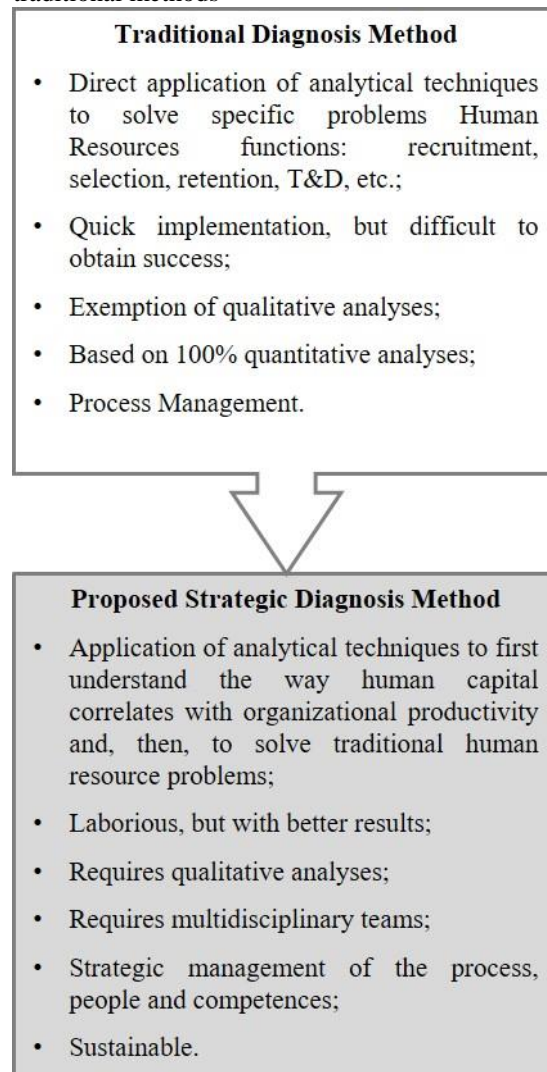 traditional methods
Traditional Diagnosis Method
• Direct application of analytical techniques
to solve specific problems Human
Resources functions: recruitment,
selection, retention, T&D, etc.;
• Quick implementation, but difficult to
obtain success;
• Exemption of qualitative analyses;
• Based on 100% quantitative analyses;
• Process Management.
Proposed Strategic Diagnosis Method
• Application of analytical techniques to first
understand the way human capital
correlates with organizational productivity
and, then, to solve traditional human
resource problems;
• Laborious, but with better results;
• Requires qualitative analyses;
• Requires multidisciplinary teams;
• Strategic management of the process,
people and competences;
• Sustainable.